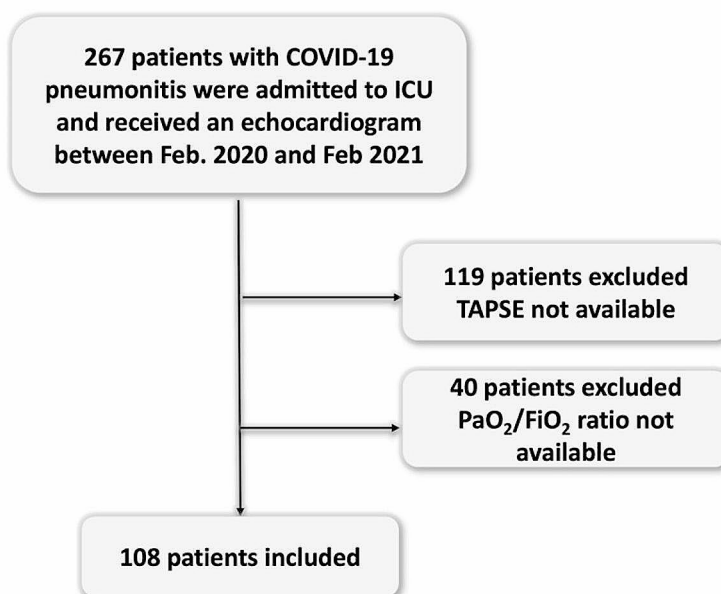 267 patients with COVID-19
pneumonitis were admitted to ICU
and received an echocardiogram
between Feb. 2020 and Feb 2021
119 patients excluded
TAPSE not available
40 patients excluded
PaO₂/FiO₂ ratio not
available
108 patients included